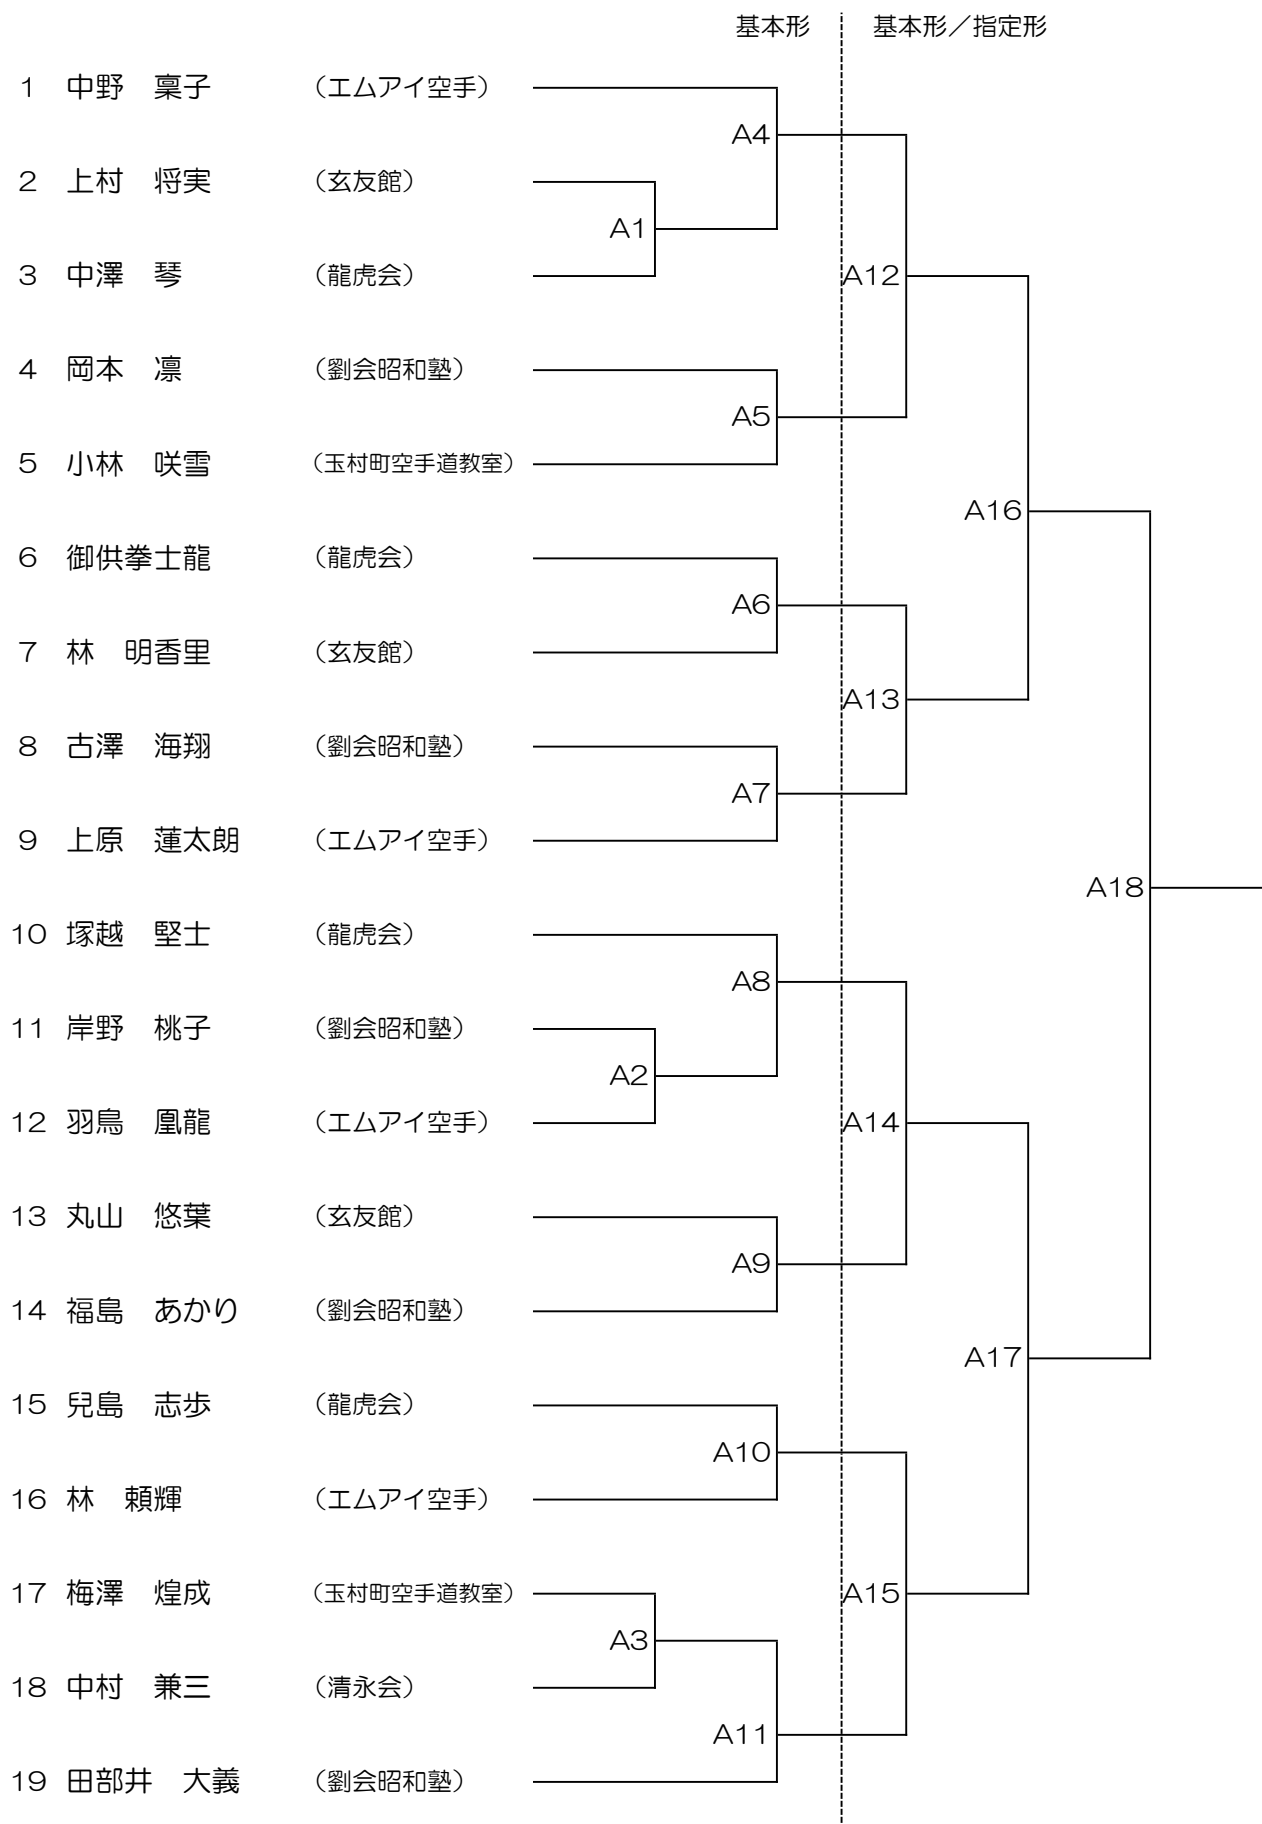 基本形 基本形／指定形
1 中野　稟子 （エムアイ空手）
A4
2 上村　将実 （玄友館）
A1
3 中澤　琴 （龍虎会）
A12
4 岡本　凛 （劉会昭和塾）
A5
5 小林　咲雪 （玉村町空手道教室）
A16
6 御供拳士龍 （龍虎会）
A6
7 林　明香里 （玄友館）
A13
8 古澤　海翔 （劉会昭和塾）
A7
9 上原　蓮太朗 （エムアイ空手）
A18
10 塚越　堅士 （龍虎会）
A8
11 岸野　桃子 （劉会昭和塾）
A2
12 羽鳥　凰龍 （エムアイ空手）
A14
13 丸山　悠葉 （玄友館）
A9
14 福島　あかり （劉会昭和塾）
A17
15 兒島　志歩 （龍虎会）
A10
16 林　頼輝 （エムアイ空手）
17 梅澤　煌成 （玉村町空手道教室）
A15
A3
18 中村　兼三 （清永会）
A11
19 田部井　大義 （劉会昭和塾）